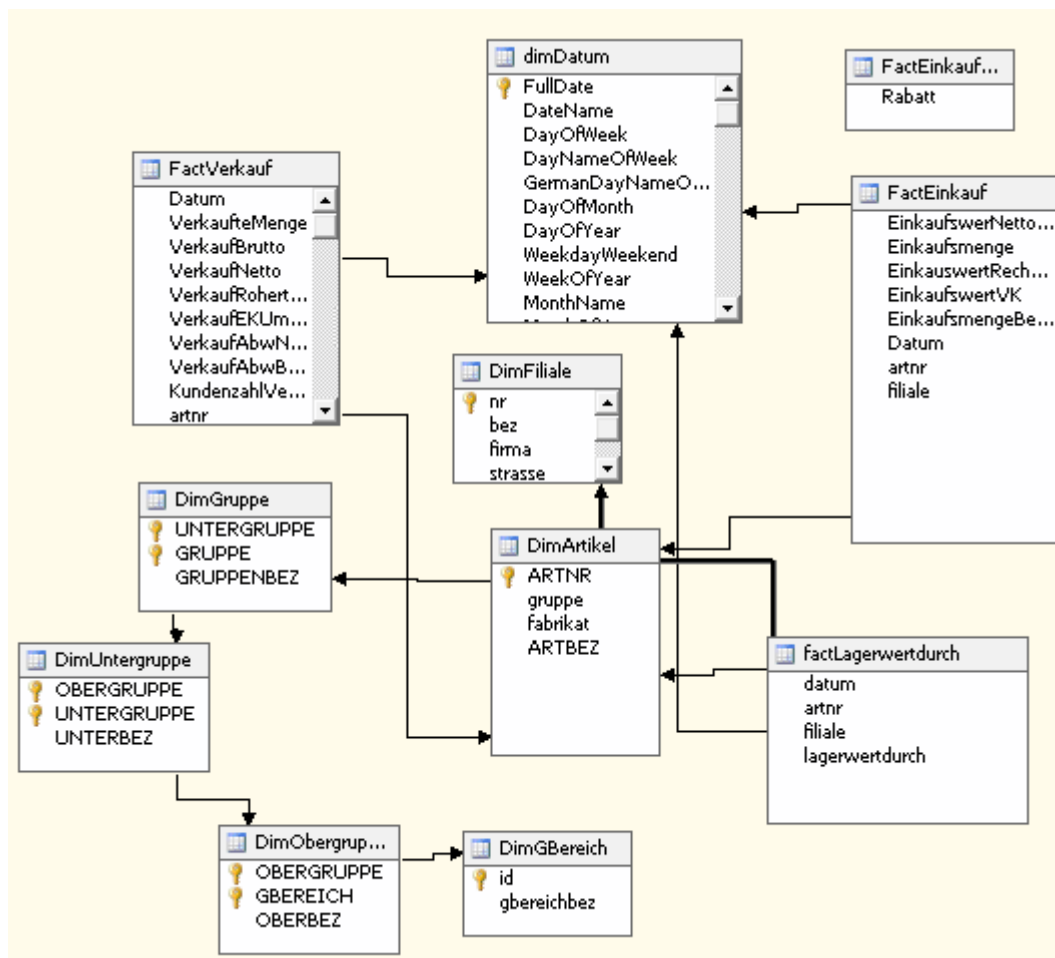 dimDatum
FullDate
DateName
DayOfWeek
DayNameOfWeek
GermanDayNameO...
DayOfMonth
DayOfYear
WeekdayWeekend
WeekOfYear
MonthName
FactEinkauf...
Rabatt
FactVerkauf
Datum
VerkaufteMenge
VerkaufBrutto
VerkaufNetto
VerkaufRohert...
VerkaufEKUm...
VerkaufAbwN...
VerkaufAbwB...
KundenzahlVe...
artnr
FactEinkauf
EinkaufswerNetto...
Einkaufsmenge
EinkauswertRech...
EinkaufswertVK
EinkaufsmengeBe...
Datum
artnr
filiale
DimFiliale
nr
bez
firma
strasse
DimGruppe
UNTERGRUPPE
GRUPPE
GRUPPENBEZ
DimArtikel
ARTNR
gruppe
fabrikat
ARTBEZ
DimUntergruppe
OBERGRUPPE
UNTERGRUPPE
UNTERBEZ
factLagerwertdurch
datum
artnr
filiale
lagerwertdurch
DimObergrup...
OBERGRUPPE
GBEREICH
OBERBEZ
DimGBereich
id
gbereichbez